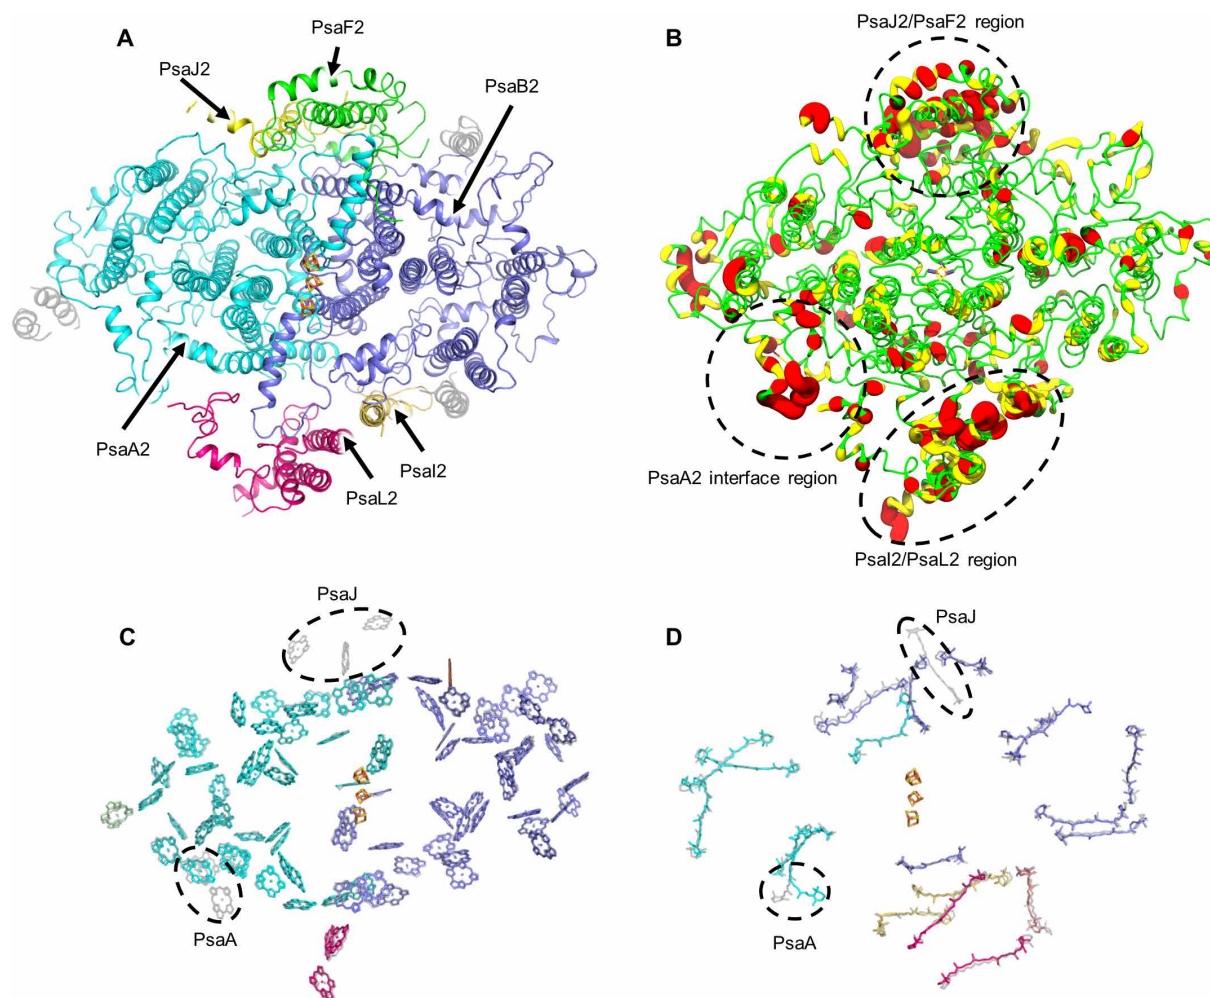 A
PsaF2
PsaJ2
PsaB2
PsaA2
PsaL2
PsaI2
B
PsaJ2/PsaF2 region
PsaA2 interface region
PsaI2/PsaL2 region
C
PsaJ
PsaA
D
PsaJ
PsaA